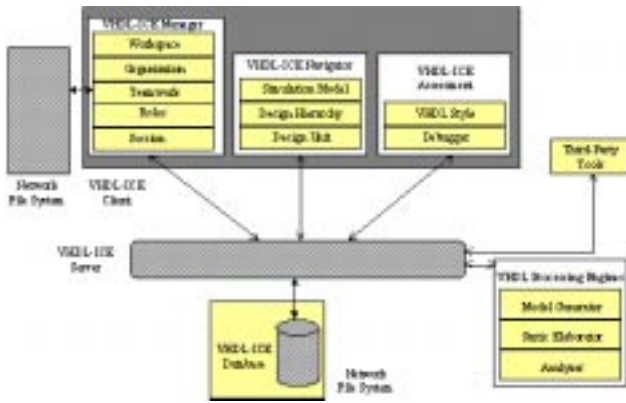 VHDL-ICE Manager
Workspace
Organization
Teamwork
Roles
Session
VHDL-ICE Navigator
Simulation Model
Design Hierarchy
Design Unit
VHDL-ICE
Assessment
VHDL Style
Debugger
Network
File System
VHDL-ICE
Client
Third-Party
Tools
VHDL-ICE
Server
VHDL Processing Engines
Model Generator
Static Elaborator
Analyzer
VHDL-ICE
Database
Network
File System